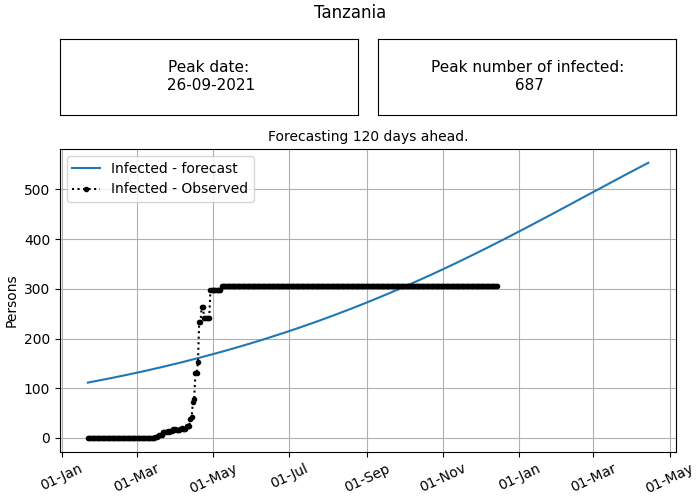 Tanzania
Peak date:
26-09-2021
Peak number of infected:
687
Forecasting 120 days ahead.
Infected - forecast
Infected - Observed
Persons
500
400
300
200
100
0
01-Jan
01-Mar
01-May
01-Jul
01-Sep
01-Nov
01-Jan
01-Mar
01-May